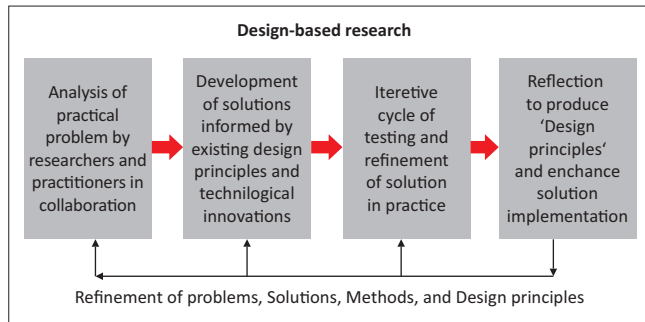 Design-based research
Analysis of
practical
problem by
researchers and
practitioners in
collaboration
Development
of solutions
informed by
existing design
principles and
technilogical
innovations
Iteretive
cycle of
testing and
refinement
of solution
in practice
Reflection
to produce
‘Design
principles‘
and enchance
solution
implementation
Refinement of problems, Solutions, Methods, and Design principles